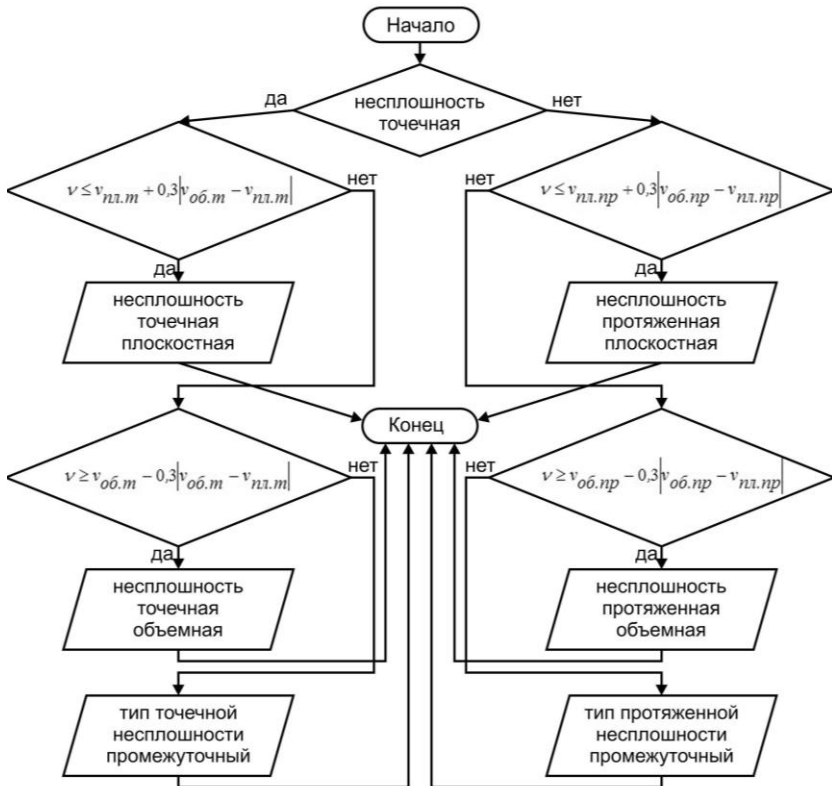 Начало
несплошность
точечная
да
нет
ν ≤ v_пл.т + 0,3|v_об.т − v_пл.т|
нет
да
несплошность
точечная
плоскостная
ν ≤ v_пл.пр + 0,3|v_об.пр − v_пл.пр|
нет
да
несплошность
протяженная
плоскостная
Конец
ν ≥ v_об.т − 0,3|v_об.т − v_пл.т|
нет
да
несплошность
точечная
объемная
ν ≥ v_об.пр − 0,3|v_об.пр − v_пл.пр|
нет
да
несплошность
протяженная
объемная
тип точечной
несплошности
промежуточный
тип протяженной
несплошности
промежуточный